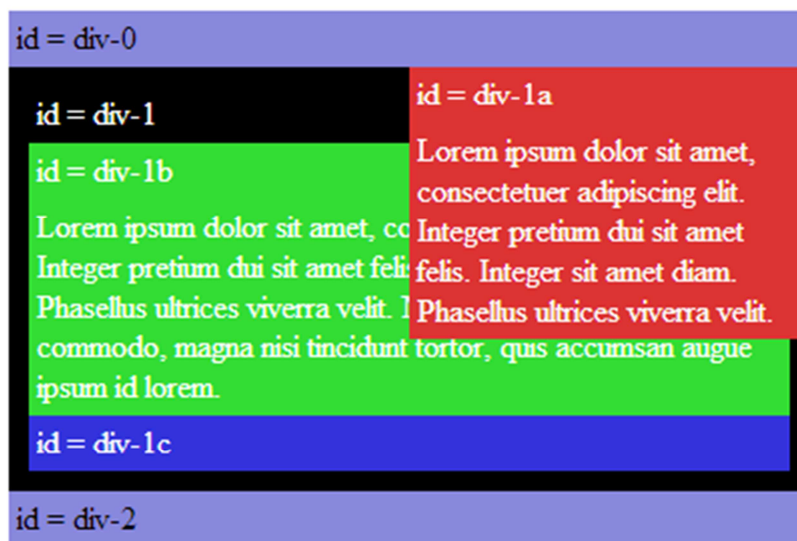 id = div-0
id = div-1
id = div-1a
Lorem ipsum dolor sit amet,
consectetuer adipiscing elit.
Integer pretium dui sit amet
felis. Integer sit amet diam.
Phasellus ultrices viverra velit.
id = div-1b
Lorem ipsum dolor sit amet,
Integer pretium dui sit amet
Phasellus ultrices viverra velit.
commodo, magna nisi tincidunt tortor, quis accumsan augue
ipsum id lorem.
id = div-1c
id = div-2